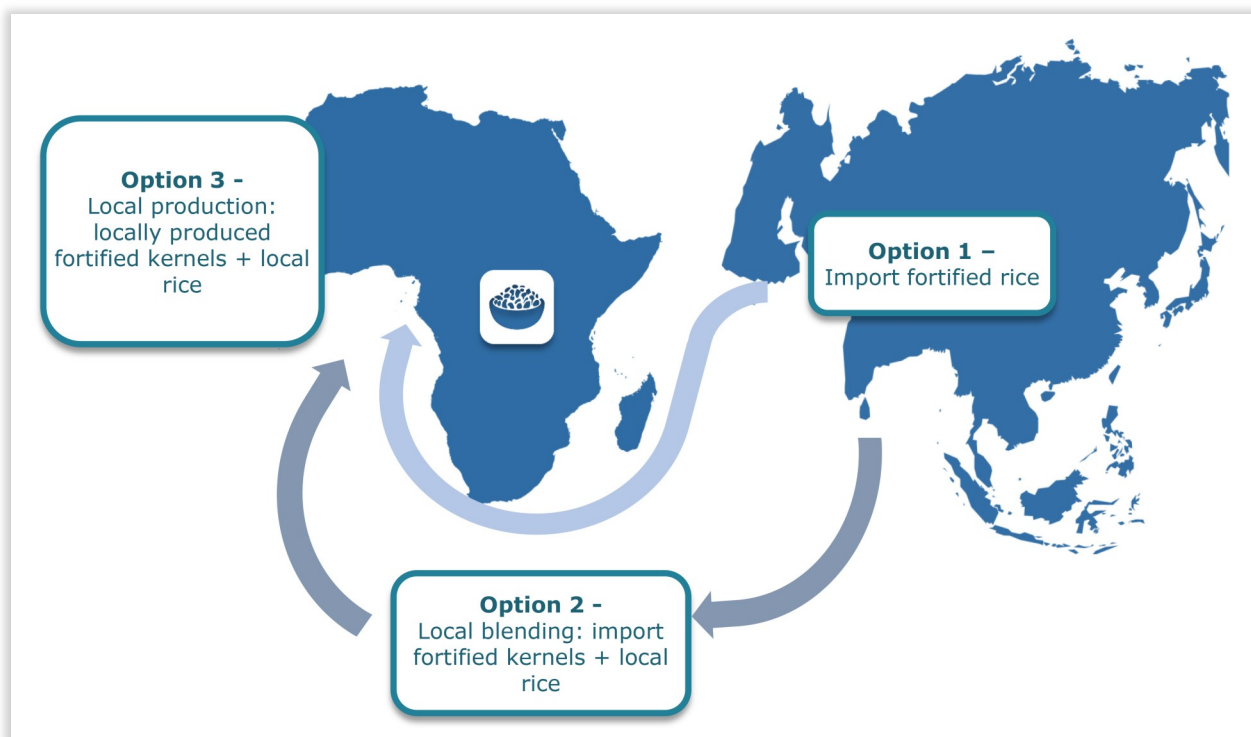 Option 3 -
Local production:
locally produced
fortified kernels + local
rice
Option 1 –
Import fortified rice
Option 2 -
Local blending: import
fortified kernels + local
rice